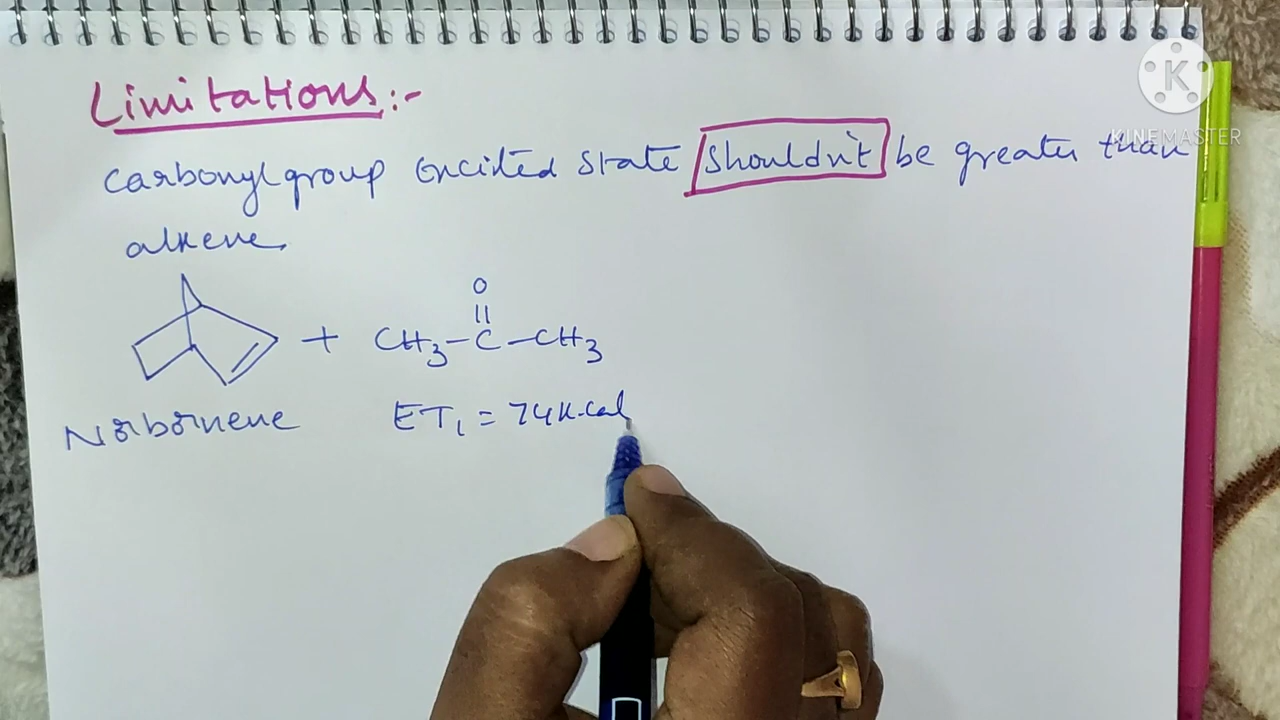 Limitations:-
K
KINEMASTER
Carbonyl group Excited State Shouldn't be greater than
alkene
O
||
+ CH3-C-CH3
Norbornene ET1 = 74K.Cal